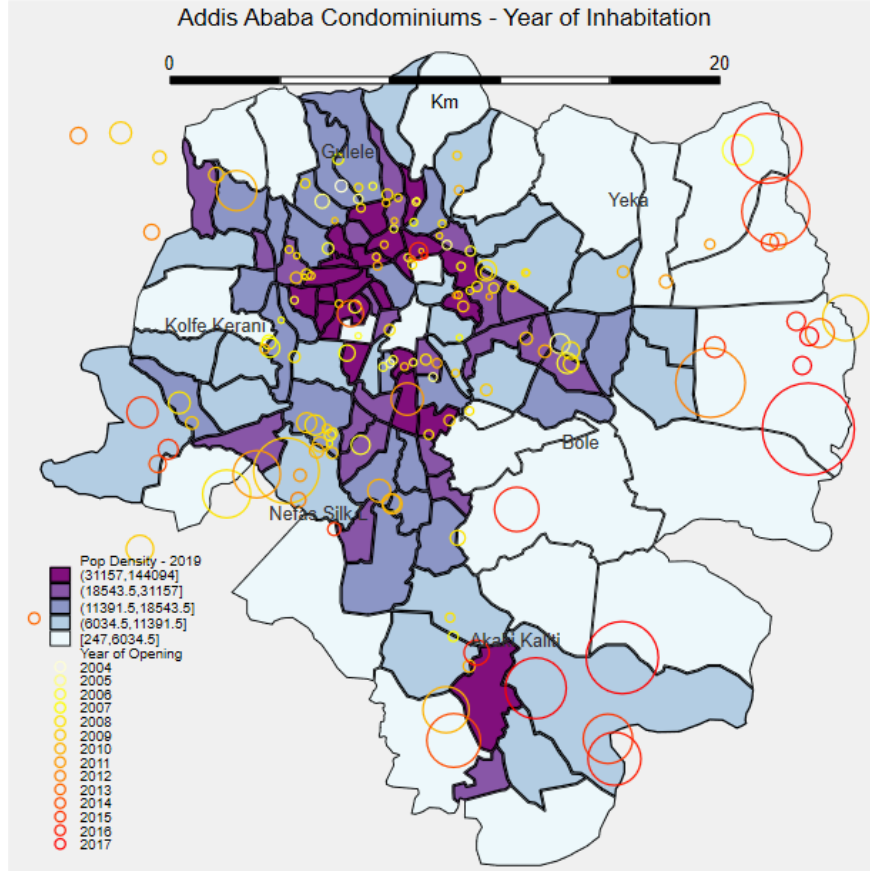 Addis Ababa Condominiums - Year of Inhabitation
0 20
Km
Gulele
Yeka
Kolfe Kerani
Bole
Nefas Silk L
Akaki Kaliti
Pop Density - 2019
(31157,144094]
(18543.5,31157]
(11391.5,18543.5]
(6034.5,11391.5]
[247,6034.5]
Year of Opening
2004
2005
2006
2007
2008
2009
2010
2011
2012
2013
2014
2015
2016
2017